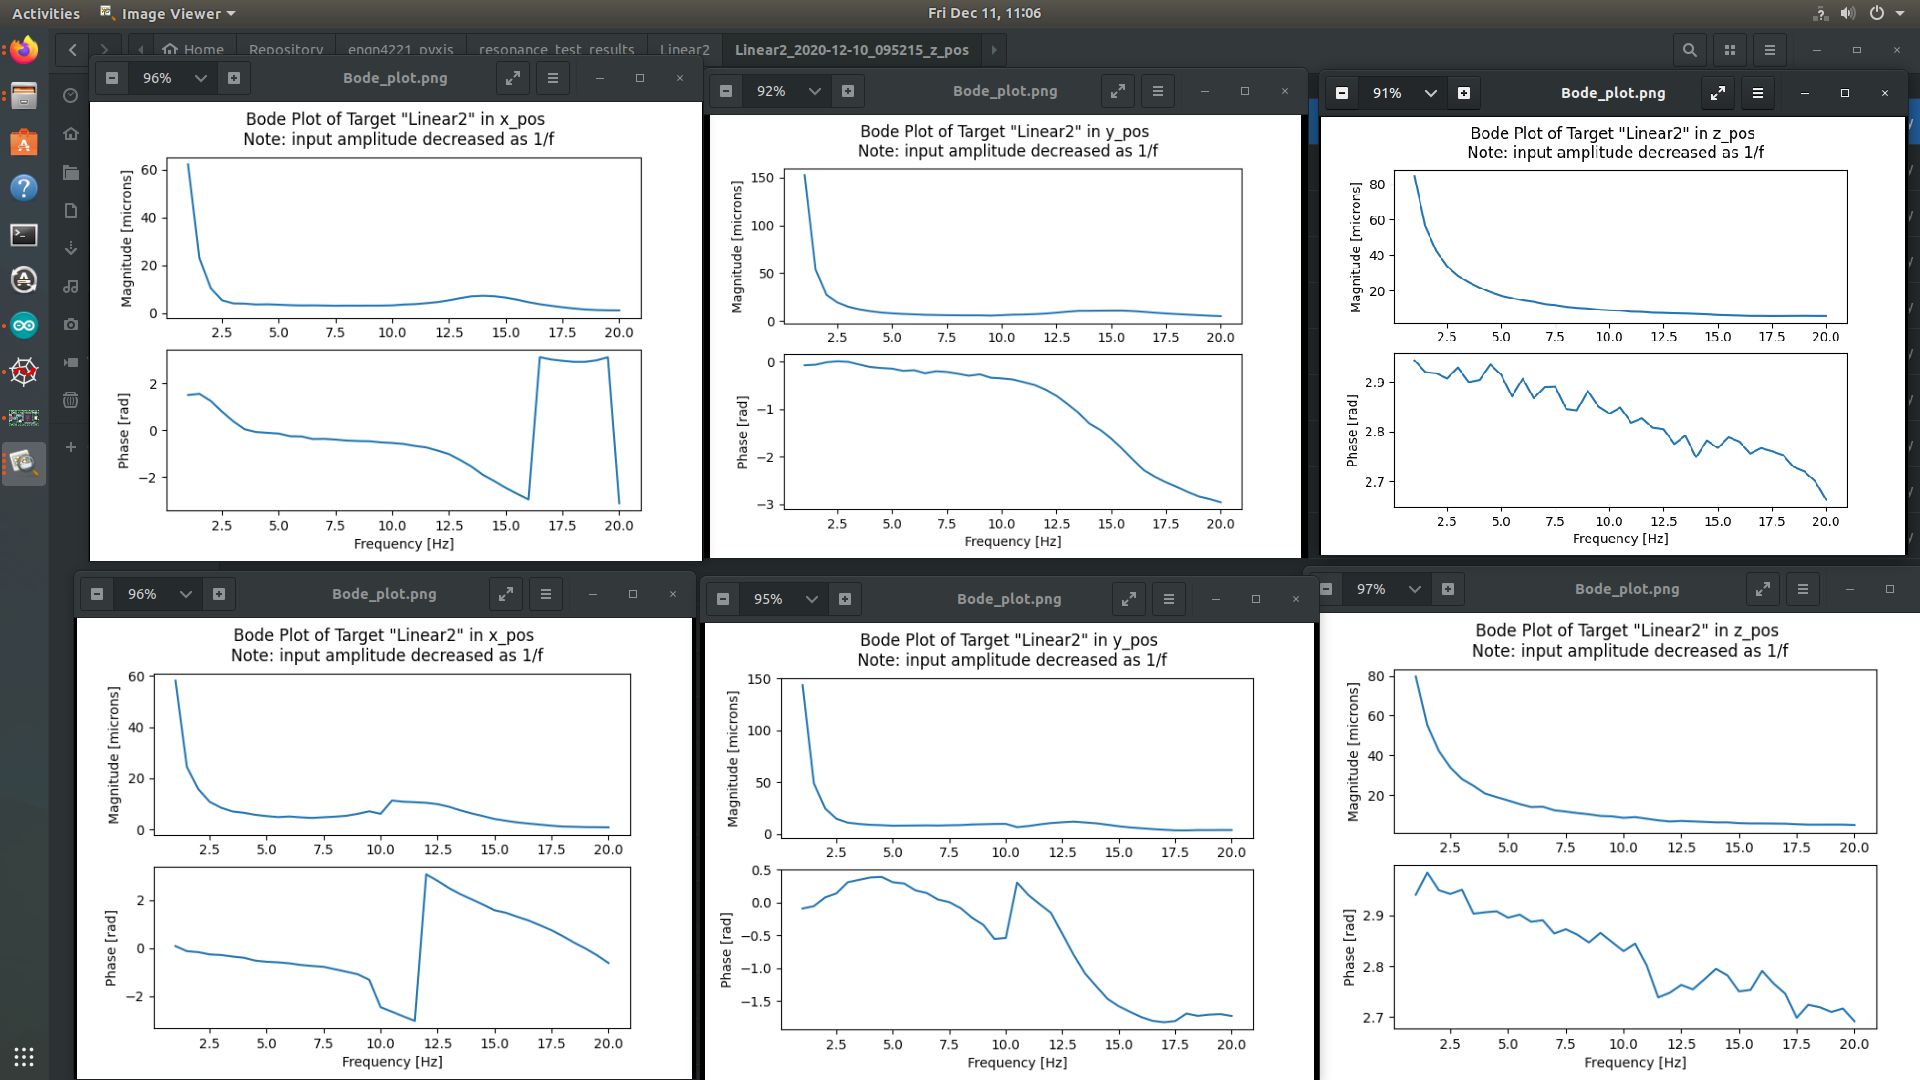 Activities
Image Viewer
Fri Dec 11, 11:06
Home
Repository
engn4221_pyxis
resonance_test_results
Linear2
Linear2_2020-12-10_095215_z_pos
96%
Bode_plot.png
Bode Plot of Target "Linear2" in x_pos
Note: input amplitude decreased as 1/f
Magnitude [microns]
60
40
20
0
2.5 5.0 7.5 10.0 12.5 15.0 17.5 20.0
Phase [rad]
2
0
−2
2.5 5.0 7.5 10.0 12.5 15.0 17.5 20.0
Frequency [Hz]
92%
Bode_plot.png
Bode Plot of Target "Linear2" in y_pos
Note: input amplitude decreased as 1/f
Magnitude [microns]
150
100
50
0
2.5 5.0 7.5 10.0 12.5 15.0 17.5 20.0
Phase [rad]
0
−1
−2
−3
2.5 5.0 7.5 10.0 12.5 15.0 17.5 20.0
Frequency [Hz]
91%
Bode_plot.png
Bode Plot of Target "Linear2" in z_pos
Note: input amplitude decreased as 1/f
Magnitude [microns]
80
60
40
20
2.5 5.0 7.5 10.0 12.5 15.0 17.5 20.0
Phase [rad]
2.9
2.8
2.7
2.5 5.0 7.5 10.0 12.5 15.0 17.5 20.0
Frequency [Hz]
96%
Bode_plot.png
Bode Plot of Target "Linear2" in x_pos
Note: input amplitude decreased as 1/f
Magnitude [microns]
60
40
20
0
2.5 5.0 7.5 10.0 12.5 15.0 17.5 20.0
Phase [rad]
2
0
−2
2.5 5.0 7.5 10.0 12.5 15.0 17.5 20.0
Frequency [Hz]
95%
Bode_plot.png
Bode Plot of Target "Linear2" in y_pos
Note: input amplitude decreased as 1/f
Magnitude [microns]
150
100
50
0
2.5 5.0 7.5 10.0 12.5 15.0 17.5 20.0
Phase [rad]
0.5
0.0
−0.5
−1.0
−1.5
2.5 5.0 7.5 10.0 12.5 15.0 17.5 20.0
Frequency [Hz]
97%
Bode_plot.png
Bode Plot of Target "Linear2" in z_pos
Note: input amplitude decreased as 1/f
Magnitude [microns]
80
60
40
20
2.5 5.0 7.5 10.0 12.5 15.0 17.5 20.0
Phase [rad]
2.9
2.8
2.7
2.5 5.0 7.5 10.0 12.5 15.0 17.5 20.0
Frequency [Hz]